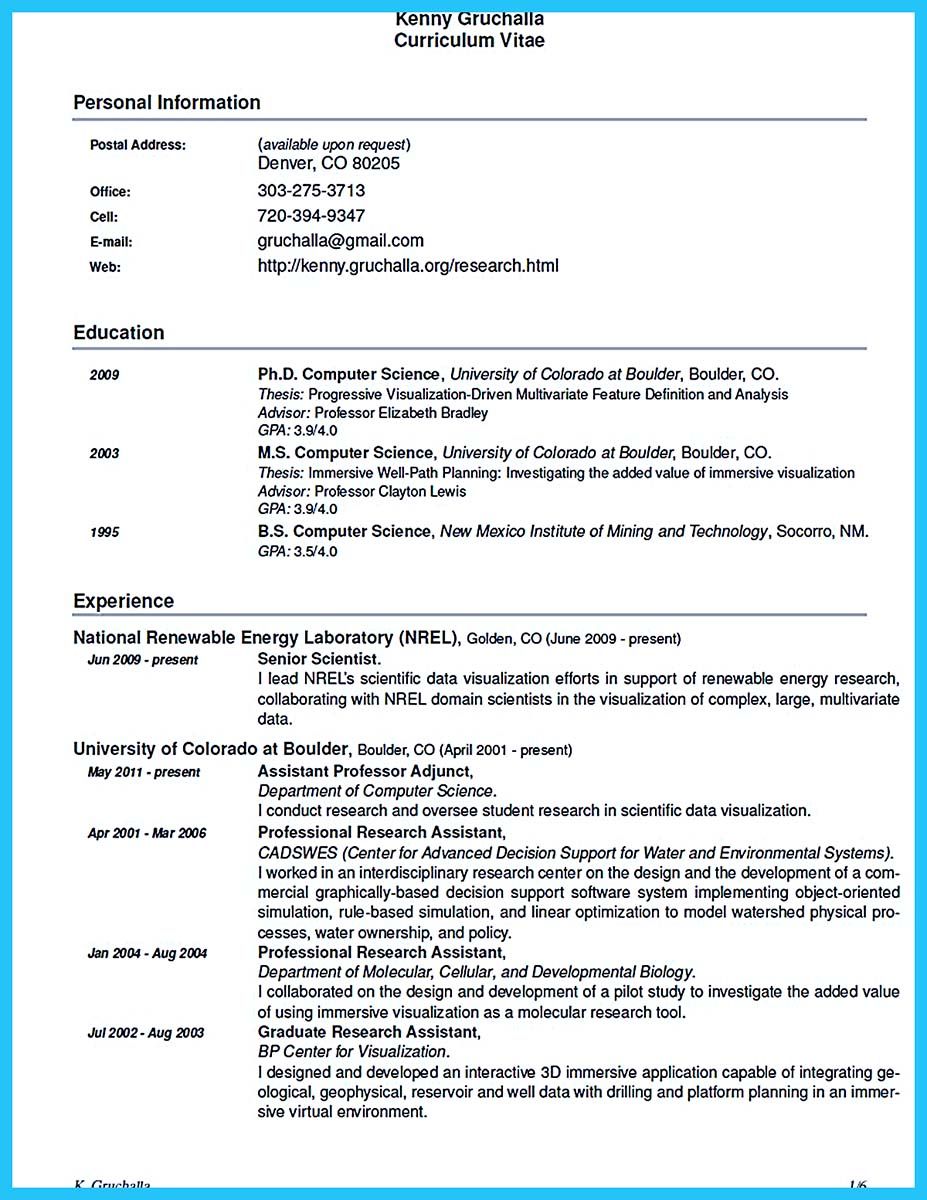 Kenny Gruchalla
Curriculum Vitae
Personal Information
Postal Address: (available upon request)
Denver, CO 80205
Office: 303-275-3713
Cell: 720-394-9347
E-mail: gruchalla@gmail.com
Web: http://kenny.gruchalla.org/research.html
Education
2009 Ph.D. Computer Science, University of Colorado at Boulder, Boulder, CO.
Thesis: Progressive Visualization-Driven Multivariate Feature Definition and Analysis
Advisor: Professor Elizabeth Bradley
GPA: 3.9/4.0
2003 M.S. Computer Science, University of Colorado at Boulder, Boulder, CO.
Thesis: Immersive Well-Path Planning: Investigating the added value of immersive visualization
Advisor: Professor Clayton Lewis
GPA: 3.9/4.0
1995 B.S. Computer Science, New Mexico Institute of Mining and Technology, Socorro, NM.
GPA: 3.5/4.0
Experience
National Renewable Energy Laboratory (NREL), Golden, CO (June 2009 - present)
Jun 2009 - present Senior Scientist.
I lead NREL's scientific data visualization efforts in support of renewable energy research,
collaborating with NREL domain scientists in the visualization of complex, large, multivariate
data.
University of Colorado at Boulder, Boulder, CO (April 2001 - present)
May 2011 - present Assistant Professor Adjunct,
Department of Computer Science.
I conduct research and oversee student research in scientific data visualization.
Apr 2001 - Mar 2006 Professional Research Assistant,
CADSWES (Center for Advanced Decision Support for Water and Environmental Systems).
I worked in an interdisciplinary research center on the design and the development of a com-
mercial graphically-based decision support software system implementing object-oriented
simulation, rule-based simulation, and linear optimization to model watershed physical pro-
cesses, water ownership, and policy.
Jan 2004 - Aug 2004 Professional Research Assistant,
Department of Molecular, Cellular, and Developmental Biology.
I collaborated on the design and development of a pilot study to investigate the added value
of using immersive visualization as a molecular research tool.
Jul 2002 - Aug 2003 Graduate Research Assistant,
BP Center for Visualization.
I designed and developed an interactive 3D immersive application capable of integrating ge-
ological, geophysical, reservoir and well data with drilling and platform planning in an immer-
sive virtual environment.
K. Gruchalla 1/6